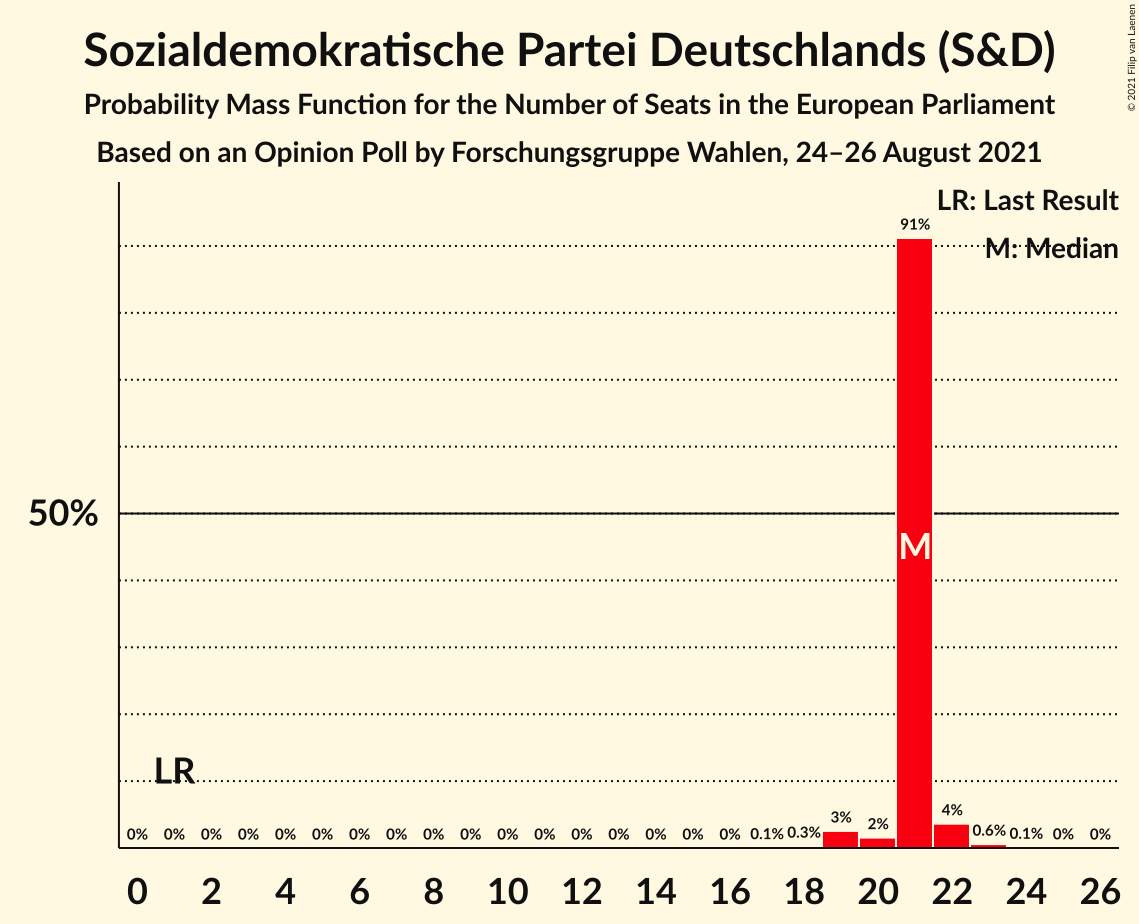 Sozialdemokratische Partei Deutschlands (S&D)
Probability Mass Function for the Number of Seats in the European Parliament
Based on an Opinion Poll by Forschungsgruppe Wahlen, 24–26 August 2021
© 2021 Filip van Laenen
LR: Last Result
M: Median
91%
50%
M
LR
0% 0% 0% 0% 0% 0% 0% 0% 0% 0% 0% 0% 0% 0% 0% 0% 0% 0.1% 0.3% 3% 2% 4% 0.6% 0.1% 0% 0%
0 2 4 6 8 10 12 14 16 18 20 22 24 26